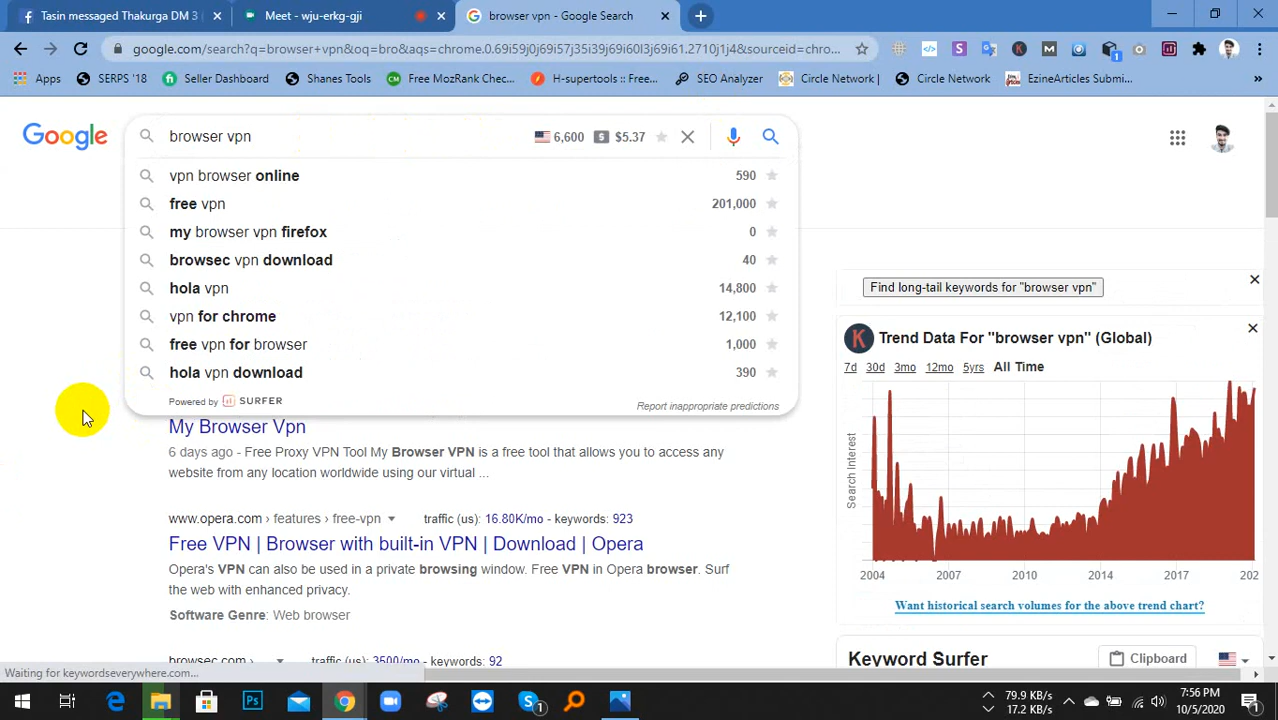 Tasin messaged Thakurga DM 3
Meet - wju-erkg-gji
browser vpn - Google Search
google.com/search?q=browser+vpn&oq=bro&aqs=chrome.0.69i59j0j69i57j35i39j69i60l3j69i61.2710j1j4&sourceid=chro...
Apps
SERPS '18
Seller Dashboard
Shanes Tools
Free MozRank Chec...
H-supertools :: Free...
SEO Analyzer
Circle Network |
Circle Network
EzineArticles Submi...
»
Google
browser vpn 6,600 $5.37
vpn browser online 590
free vpn 201,000
my browser vpn firefox 0
browsec vpn download 40
hola vpn 14,800
vpn for chrome 12,100
free vpn for browser 1,000
hola vpn download 390
Powered by SURFER
Report inappropriate predictions
My Browser Vpn
6 days ago - Free Proxy VPN Tool My Browser VPN is a free tool that allows you to access any
website from any location worldwide using our virtual ...
www.opera.com › features › free-vpn traffic (us): 16.80K/mo - keywords: 923
Free VPN | Browser with built-in VPN | Download | Opera
Opera's VPN can also be used in a private browsing window. Free VPN in Opera browser. Surf
the web with enhanced privacy.
Software Genre: Web browser
browsec.com › traffic (us): 3500/mo - keywords: 92
Find long-tail keywords for "browser vpn"
Trend Data For "browser vpn" (Global)
7d 30d 3mo 12mo 5yrs All Time
Search Interest
2004 2007 2010 2014 2017 202
Want historical search volumes for the above trend chart?
Keyword Surfer
Clipboard
Waiting for keywordseverywhere.com...
79.9 KB/s
17.2 KB/s
7:56 PM
10/5/2020